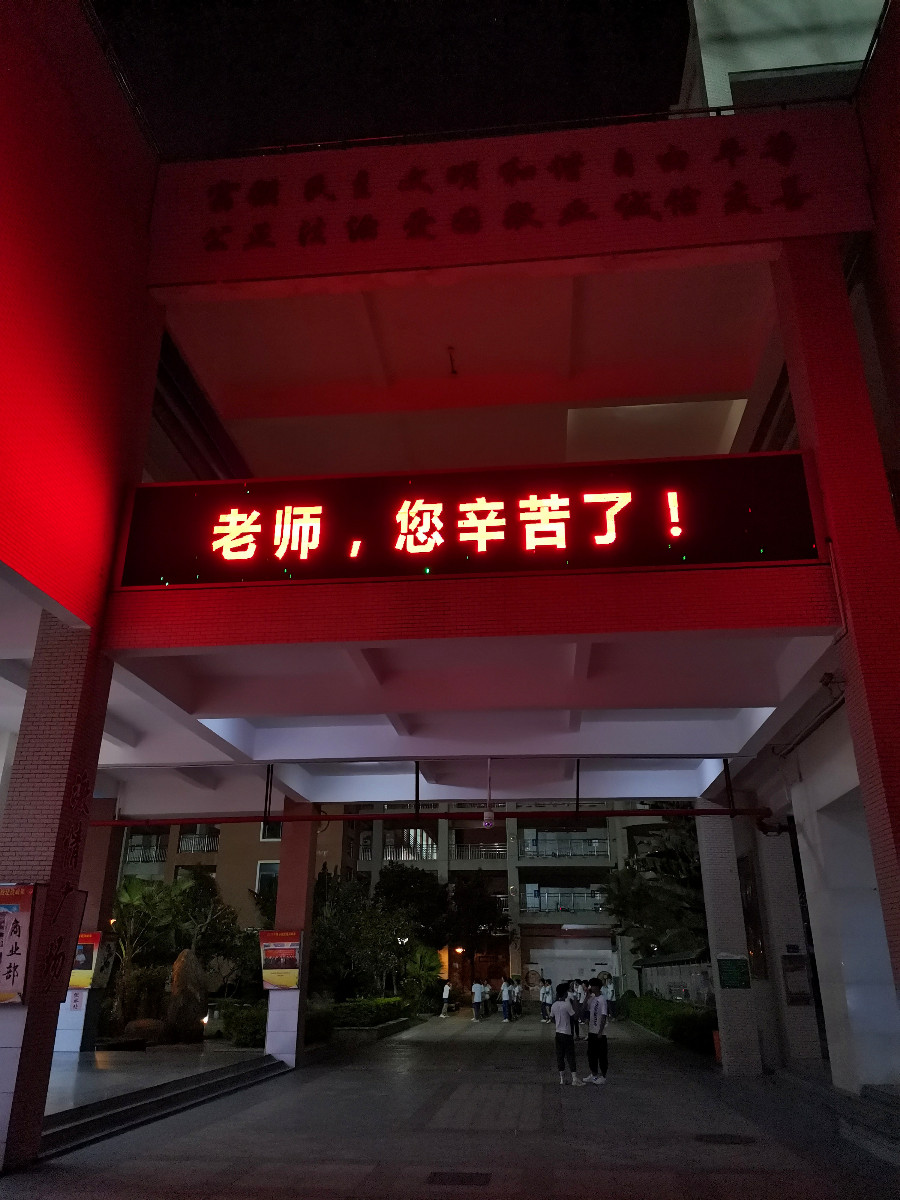 富强 民主 文明 和谐 自由 平等
公正 法治 爱国 敬业 诚信 友善
老师，您辛苦了！
商业部